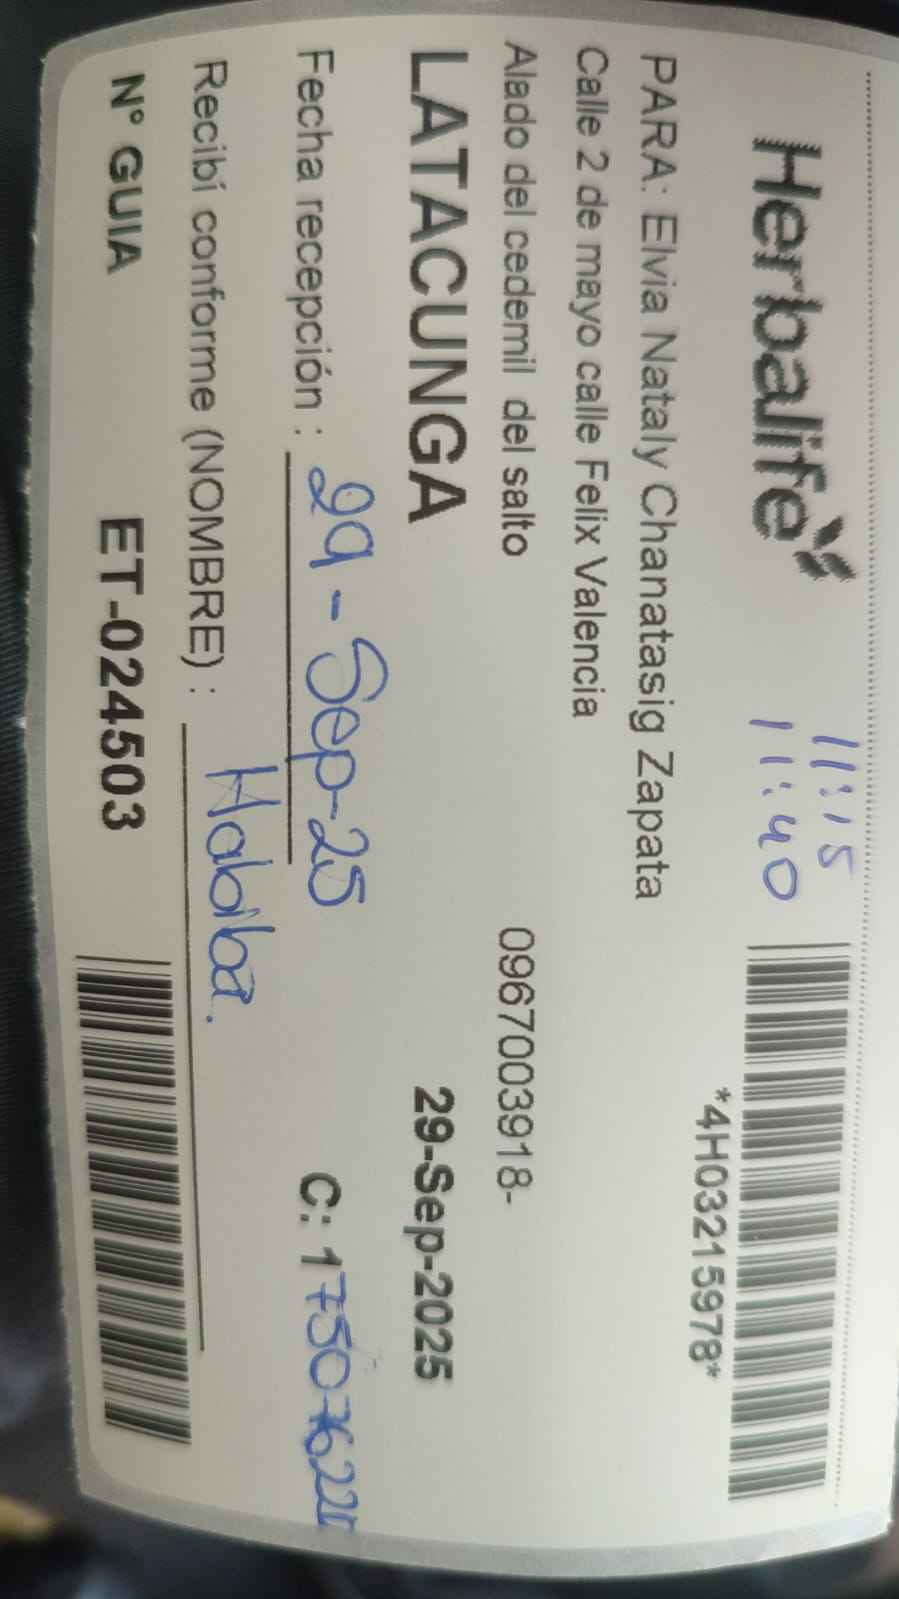 Herbalife
11:15
11:40
*4H03215978*
PARA: Elvia Nataly Chanatasig Zapata
Calle 2 de mayo calle Felix Valencia
Alado del cedemil del salto 0967003918-
LATACUNGA 29-Sep-2025
Fecha recepción : 29-Sep-25 C:
Recibí conforme (NOMBRE) : Habiba.
N° GUIA ET-024503